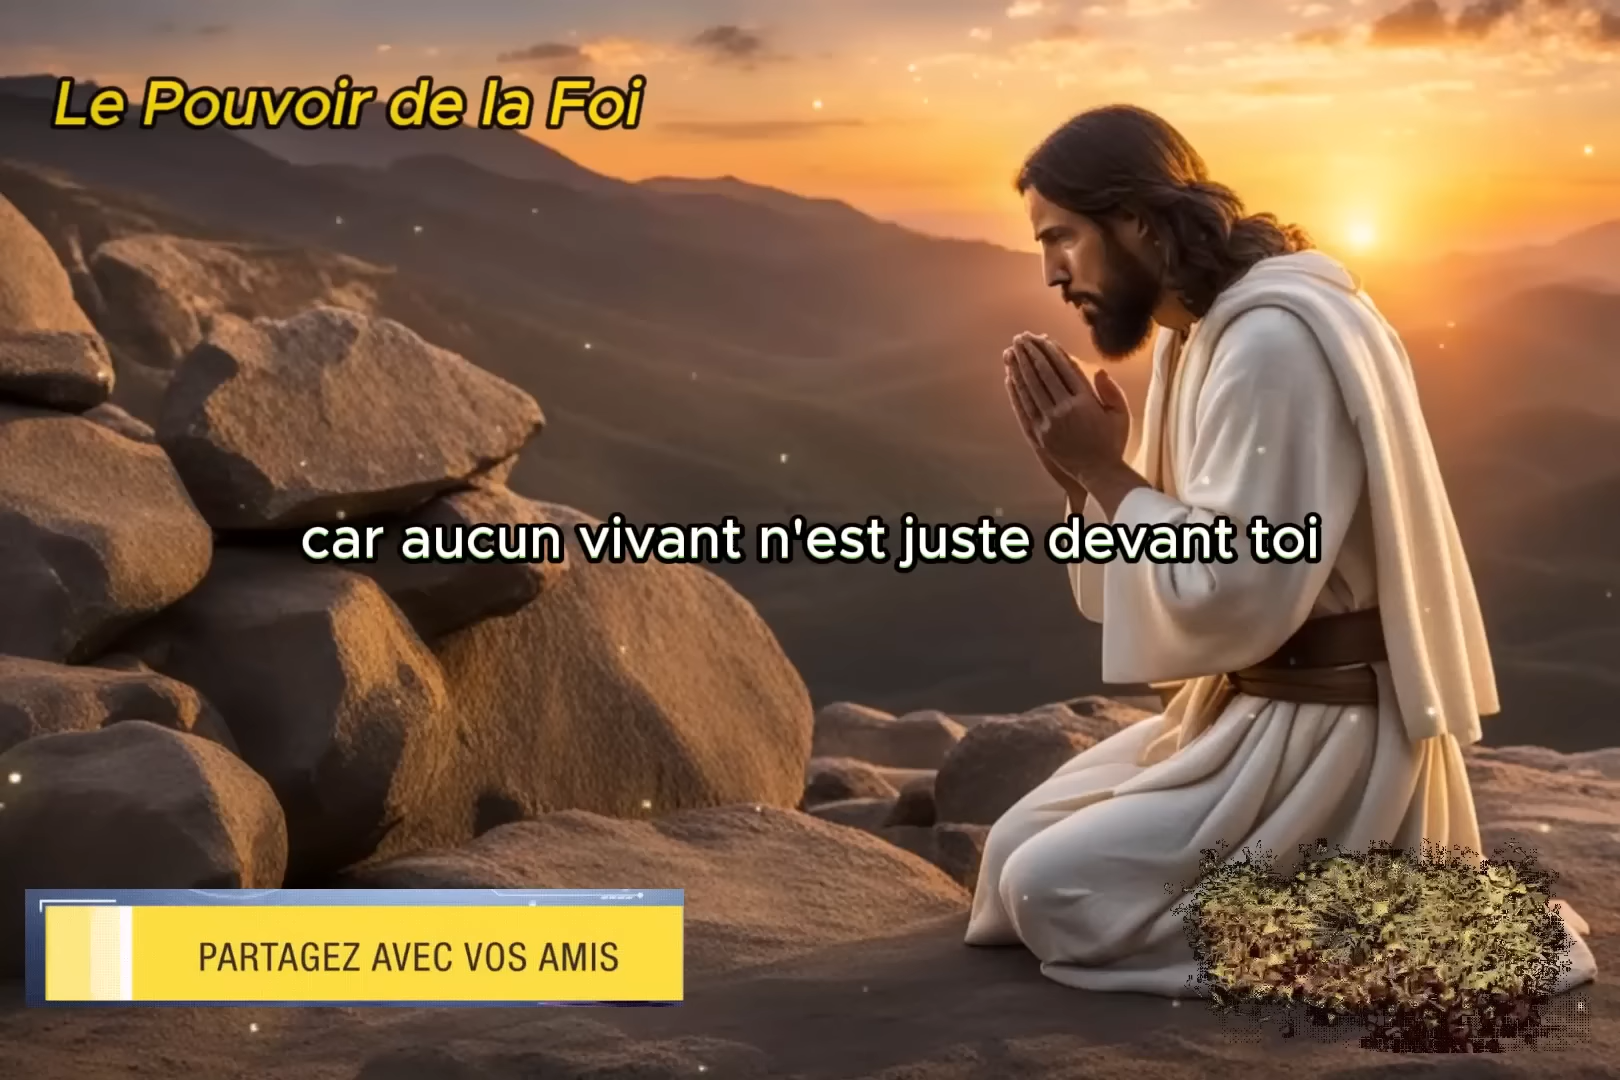 Le Pouvoir de la Foi
car aucun vivant n'est juste devant toi
PARTAGEZ AVEC VOS AMIS